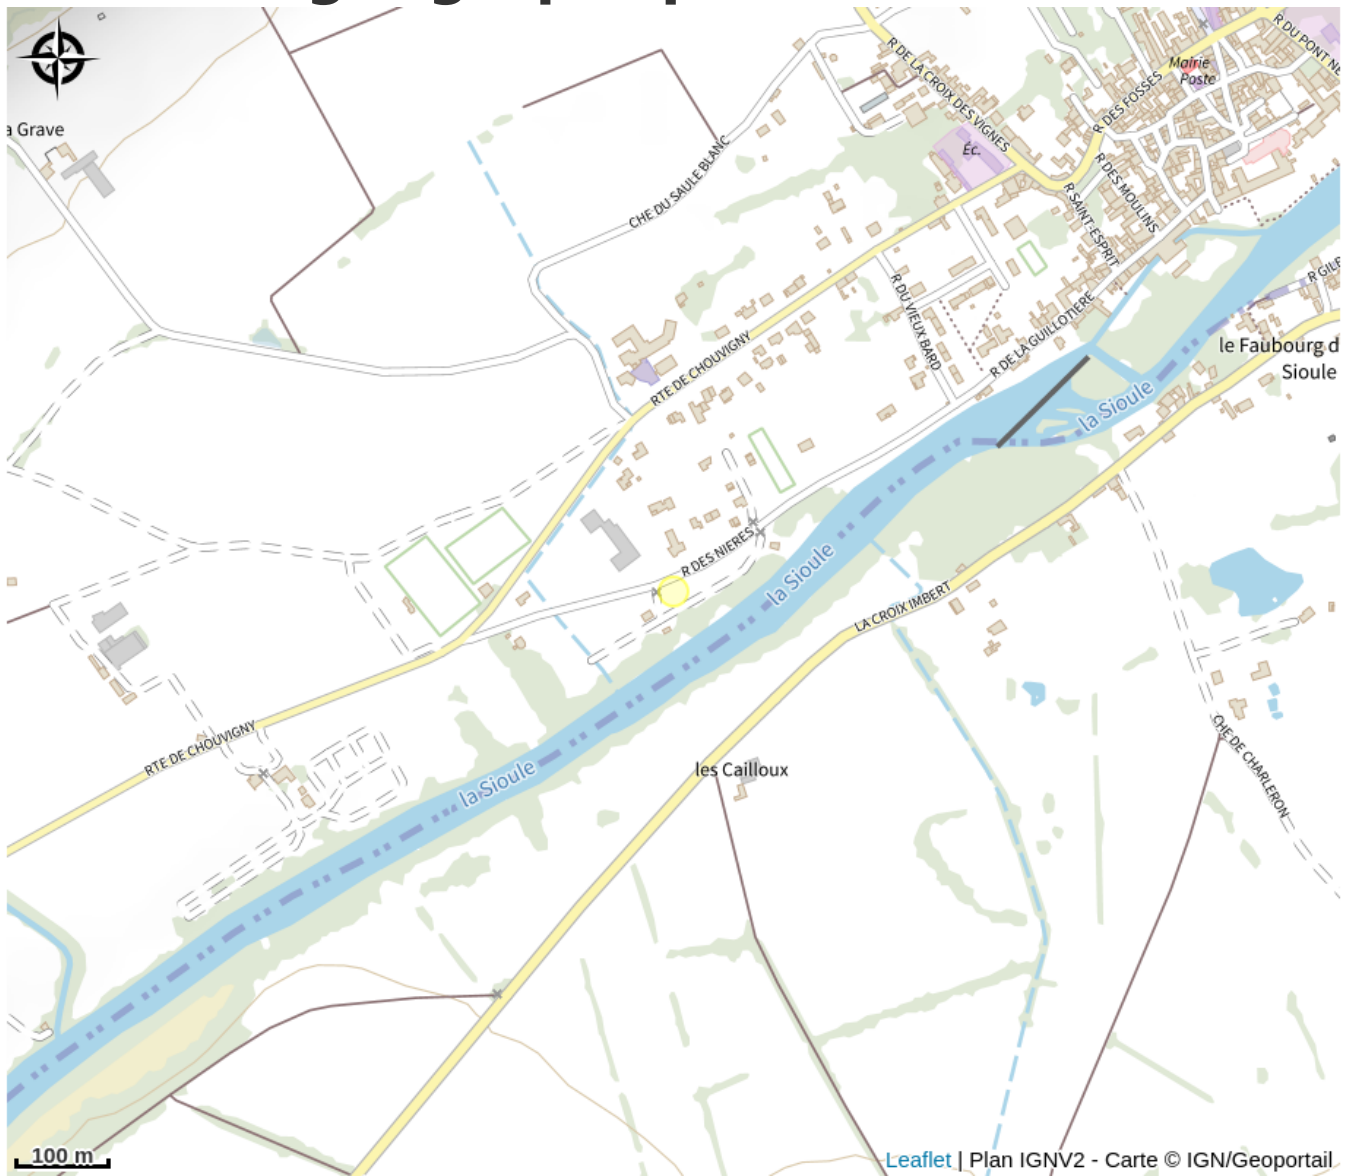 R DU PONT NE
R DE LA CROIX DES VIGNES
Mairie
Poste
R DES FOSSES
a Grave
Éc.
CHE DU SAULE BLANC
R DES MOULINS
R SAINT-ESPRIT
R GILB
R DU VIEUX BARD
R DE LA GUILLOTIERE
le Faubourg d
Sioule
RTE DE CHOUVIGNY
la Sioule
R DES NIERES
la Sioule
LA CROIX IMBERT
RTE DE CHOUVIGNY
CHE DE CHARLERON
les Cailloux
la Sioule
100 m
Leaflet | Plan IGNV2 - Carte © IGN/Geoportail